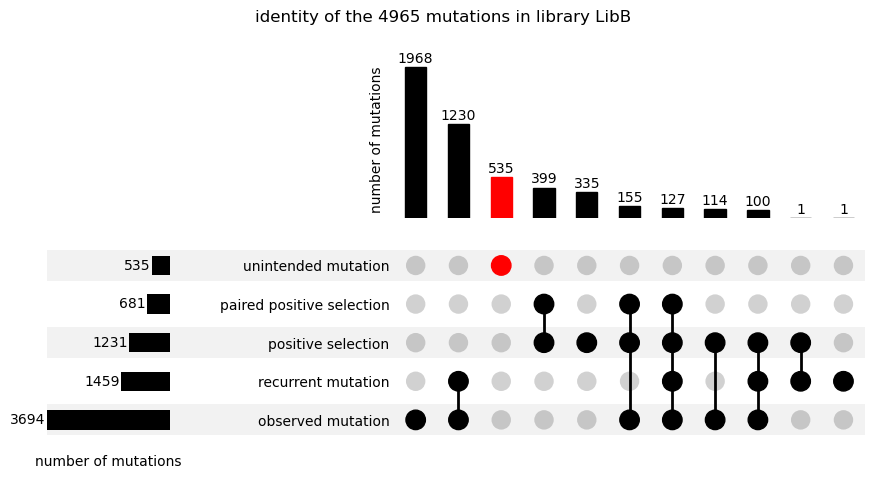 identity of the 4965 mutations in library LibB
number of mutations
1968
1230
535
399
335
155
127
114
100
1
1
535
unintended mutation
681
paired positive selection
1231
positive selection
1459
recurrent mutation
3694
observed mutation
number of mutations